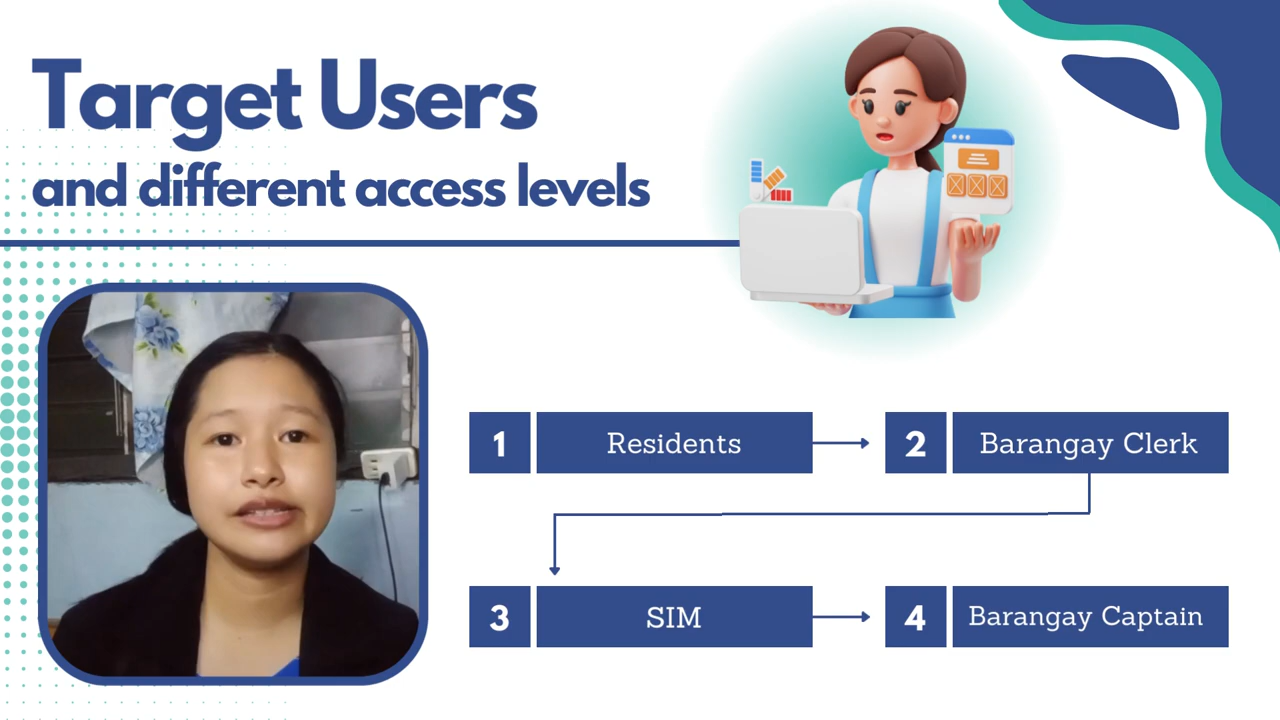 Target Users
and different access levels
1 Residents
2 Barangay Clerk
3 SIM
4 Barangay Captain